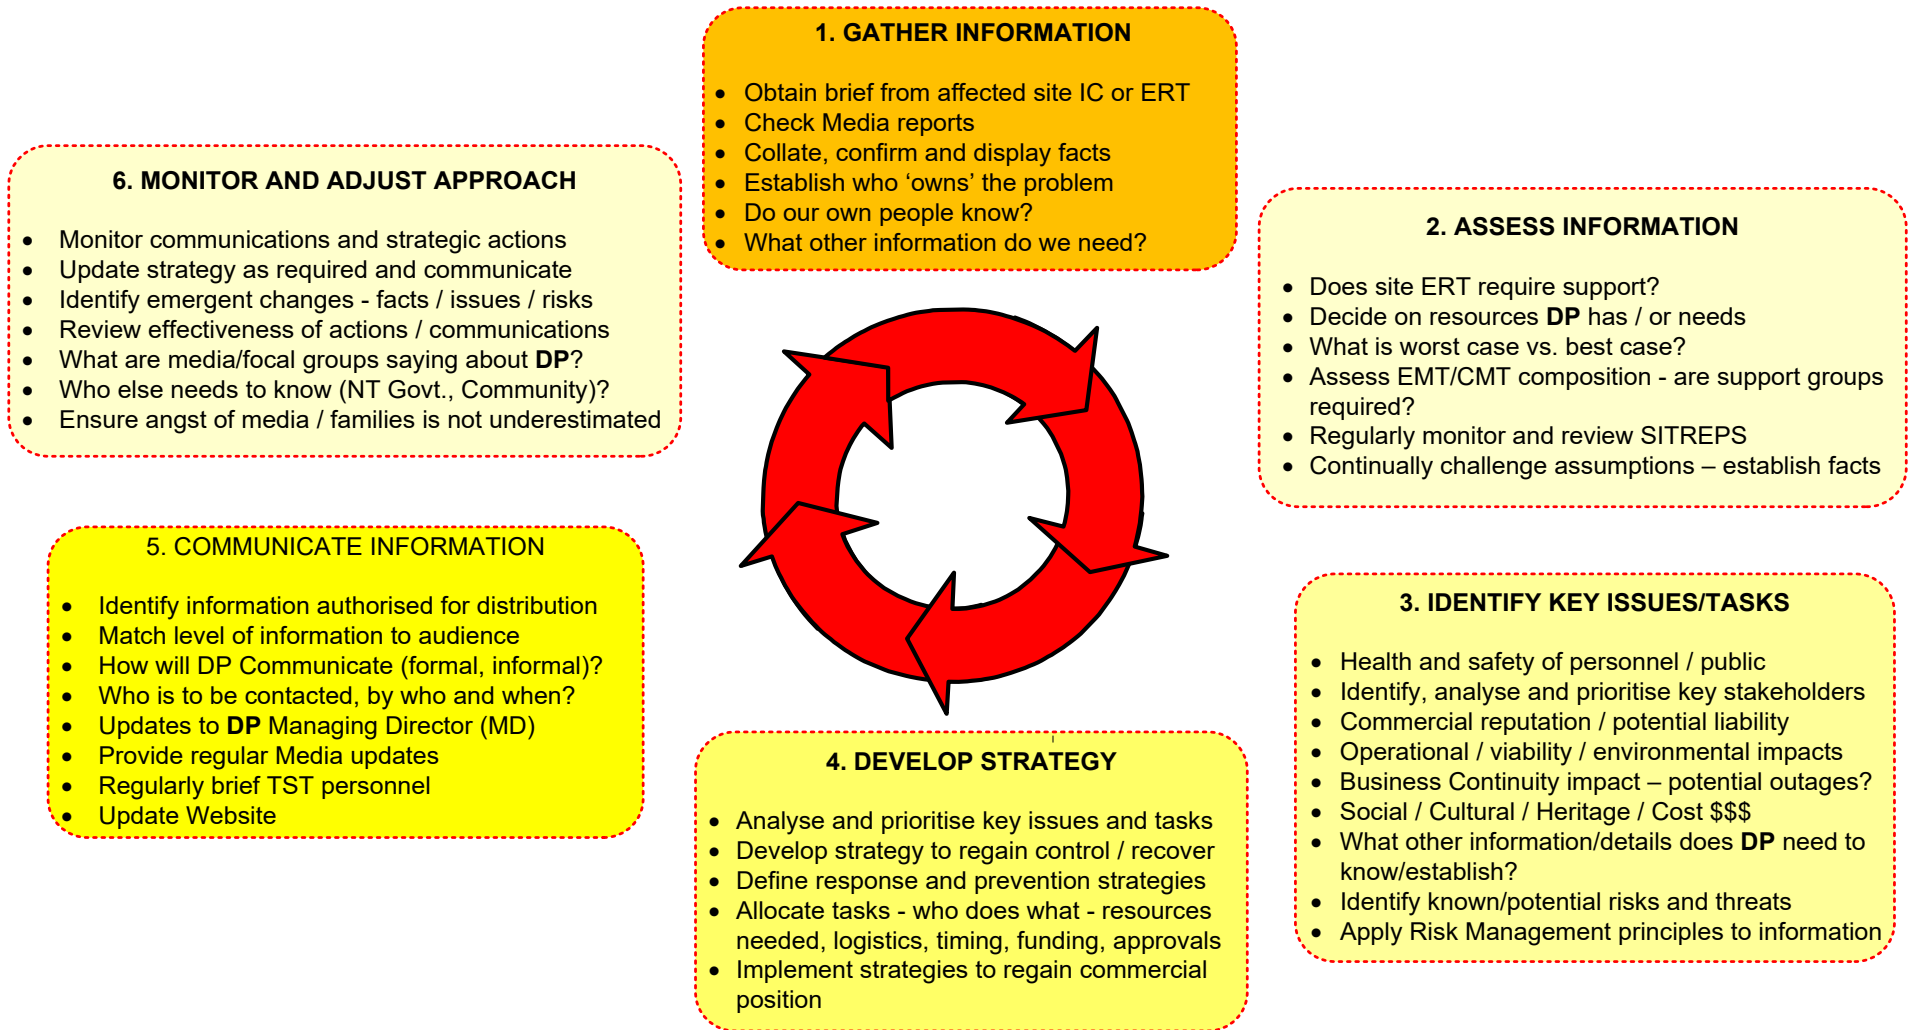 1. GATHER INFORMATION
• Obtain brief from affected site IC or ERT
• Check Media reports
• Collate, confirm and display facts
• Establish who ‘owns’ the problem
• Do our own people know?
• What other information do we need?
2. ASSESS INFORMATION
• Does site ERT require support?
• Decide on resources DP has / or needs
• What is worst case vs. best case?
• Assess EMT/CMT composition - are support groups
required?
• Regularly monitor and review SITREPS
• Continually challenge assumptions – establish facts
3. IDENTIFY KEY ISSUES/TASKS
• Health and safety of personnel / public
• Identify, analyse and prioritise key stakeholders
• Commercial reputation / potential liability
• Operational / viability / environmental impacts
• Business Continuity impact – potential outages?
• Social / Cultural / Heritage / Cost $$$
• What other information/details does DP need to
know/establish?
• Identify known/potential risks and threats
• Apply Risk Management principles to information
4. DEVELOP STRATEGY
• Analyse and prioritise key issues and tasks
• Develop strategy to regain control / recover
• Define response and prevention strategies
• Allocate tasks - who does what - resources
needed, logistics, timing, funding, approvals
• Implement strategies to regain commercial
position
5. COMMUNICATE INFORMATION
• Identify information authorised for distribution
• Match level of information to audience
• How will DP Communicate (formal, informal)?
• Who is to be contacted, by who and when?
• Updates to DP Managing Director (MD)
• Provide regular Media updates
• Regularly brief TST personnel
• Update Website
6. MONITOR AND ADJUST APPROACH
• Monitor communications and strategic actions
• Update strategy as required and communicate
• Identify emergent changes - facts / issues / risks
• Review effectiveness of actions / communications
• What are media/focal groups saying about DP?
• Who else needs to know (NT Govt., Community)?
• Ensure angst of media / families is not underestimated